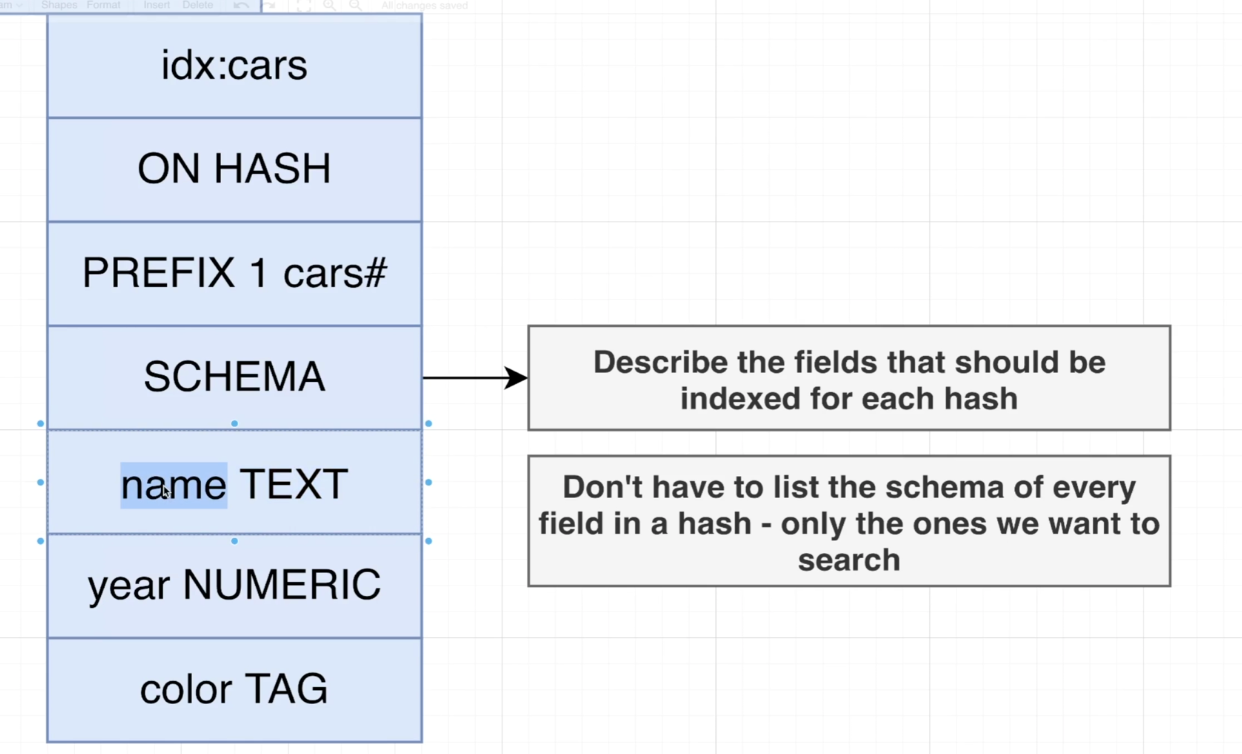 Shapes Format Insert Delete All changes saved
idx:cars
ON HASH
PREFIX 1 cars#
SCHEMA
Describe the fields that should be
indexed for each hash
name TEXT
Don't have to list the schema of every
field in a hash - only the ones we want to
search
year NUMERIC
color TAG